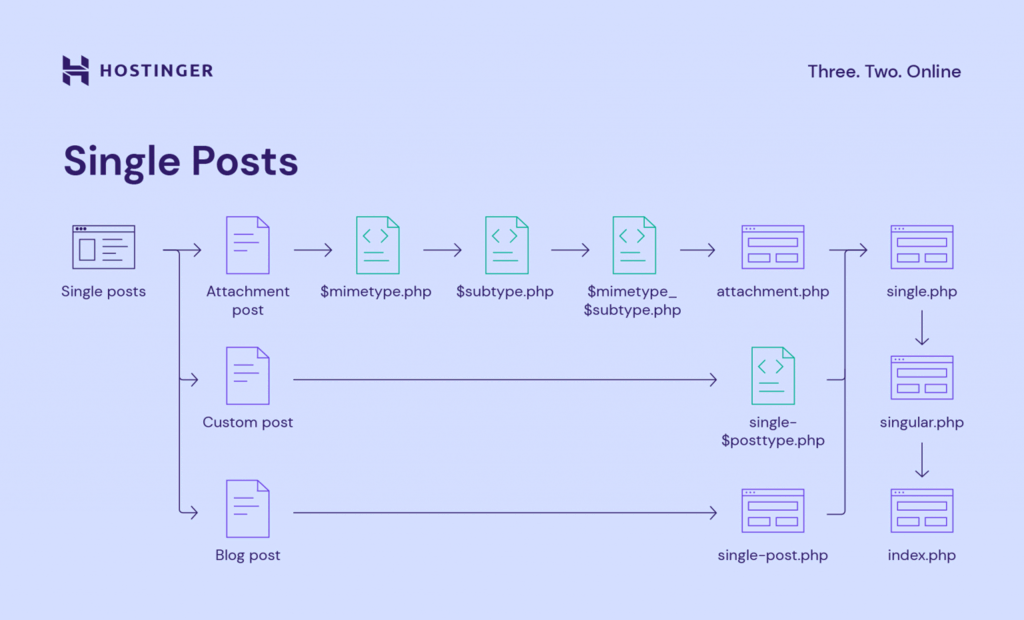 HOSTINGER
Three. Two. Online
Single Posts
Single posts
Attachment
post
$mimetype.php
$subtype.php
$mimetype_
$subtype.php
attachment.php
single.php
Custom post
single-
$posttype.php
singular.php
Blog post
single-post.php
index.php